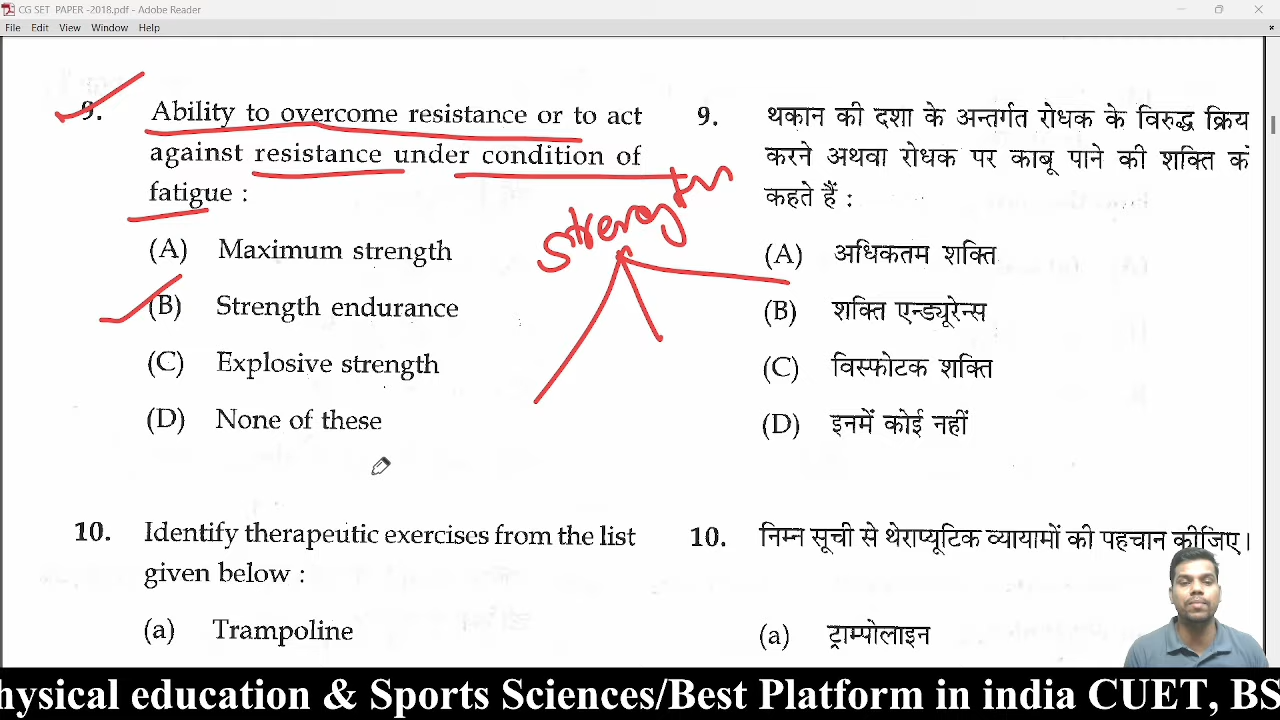 CG SET PAPER -2018.pdf - Adobe Reader
File Edit View Window Help
9. Ability to overcome resistance or to act
against resistance under condition of
fatigue :
(A) Maximum strength
(B) Strength endurance
(C) Explosive strength
(D) None of these
Strength
10. Identify therapeutic exercises from the list
given below :
(a) Trampoline
9. थकान की दशा के अन्तर्गत रोधक के विरुद्ध क्रिय
करने अथवा रोधक पर काबू पाने की शक्ति कं
कहते हैं :
(A) अधिकतम शक्ति
(B) शक्ति एन्ड्यूरेन्स
(C) विस्फोटक शक्ति
(D) इनमें कोई नहीं
10. निम्न सूची से थेराप्यूटिक व्यायामों की पहचान कीजिए।
(a) ट्राम्पोलाइन
hysical education & Sports Sciences/Best Platform in india CUET, BS